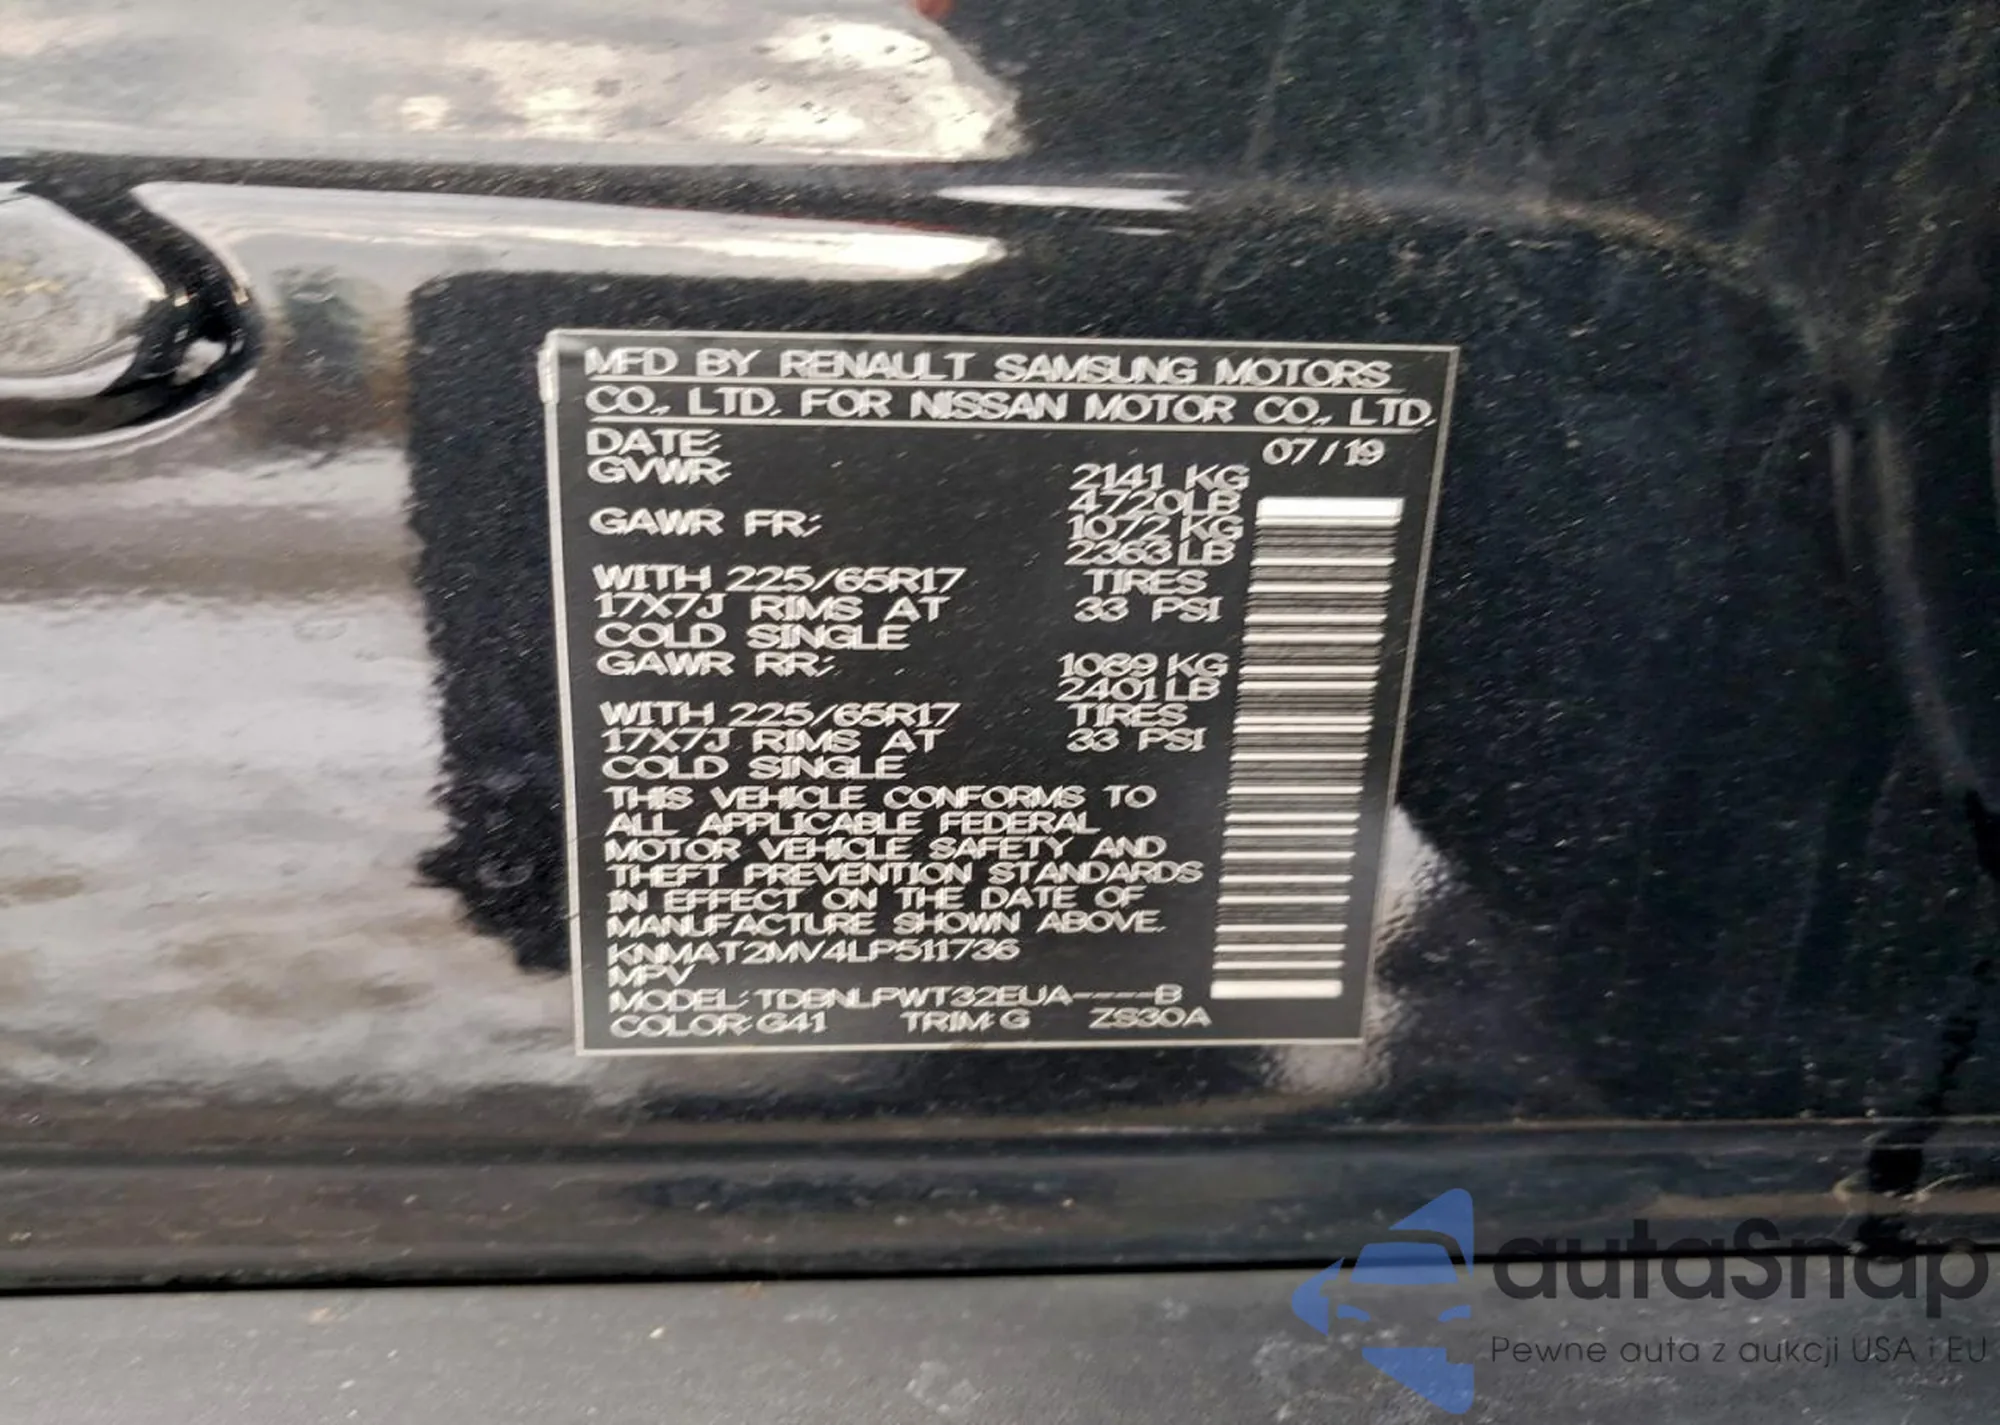 MFD BY RENAULT SAMSUNG MOTORS
CO., LTD. FOR NISSAN MOTOR CO., LTD.
DATE: 07/19
GVWR: 2141 KG
4720LB
GAWR FR: 1072 KG
2363 LB
WITH 225/65R17 TIRES
17X7J RIMS AT 33 PSI
COLD SINGLE
GAWR RR: 1089 KG
2401 LB
WITH 225/65R17 TIRES
17X7J RIMS AT 33 PSI
COLD SINGLE
THIS VEHICLE CONFORMS TO
ALL APPLICABLE FEDERAL
MOTOR VEHICLE SAFETY AND
THEFT PREVENTION STANDARDS
IN EFFECT ON THE DATE OF
MANUFACTURE SHOWN ABOVE.
KNMAT2MV4LP511736
MPV
MODEL: TDBNLPWT32EUA----B
COLOR: G41 TRIM: G ZS30A
autaSnap
Pewne auta z aukcji USA i EU